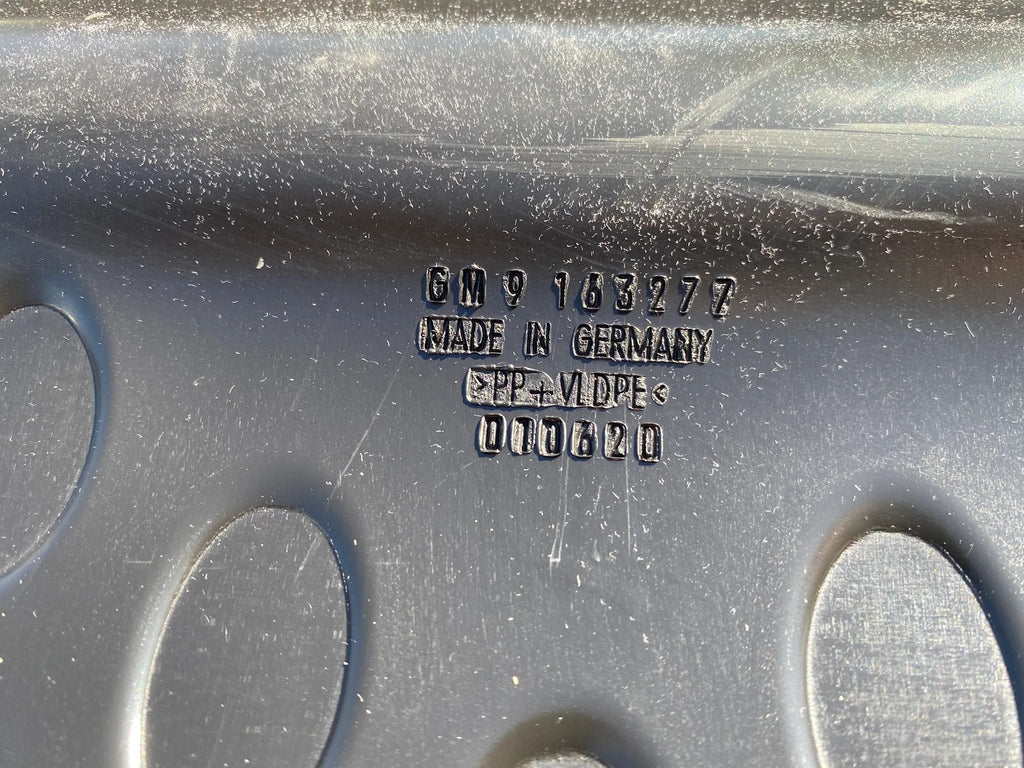 GM 9 163277
MADE IN GERMANY
>PP+VLDPE<
010620